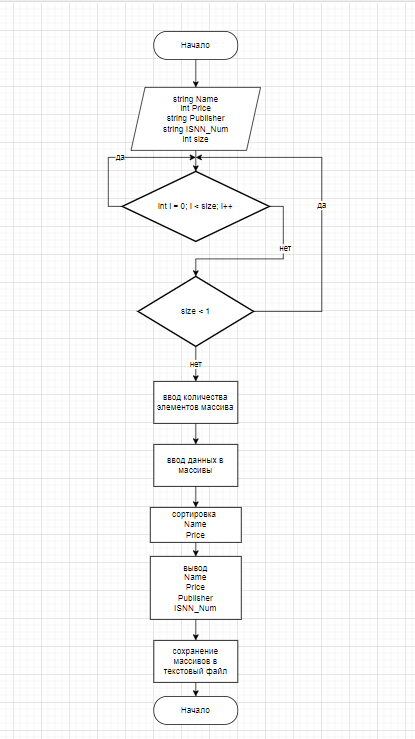 Начало
string Name
int Price
string Publisher
string ISNN_Num
int size
да
int i = 0; i < size; i++
да
нет
size < 1
нет
ввод количества
элементов массива
ввод данных в
массивы
сортировка
Name
Price
вывод
Name
Price
Publisher
ISNN_Num
сохранение
массивов в
текстовый файл
Начало